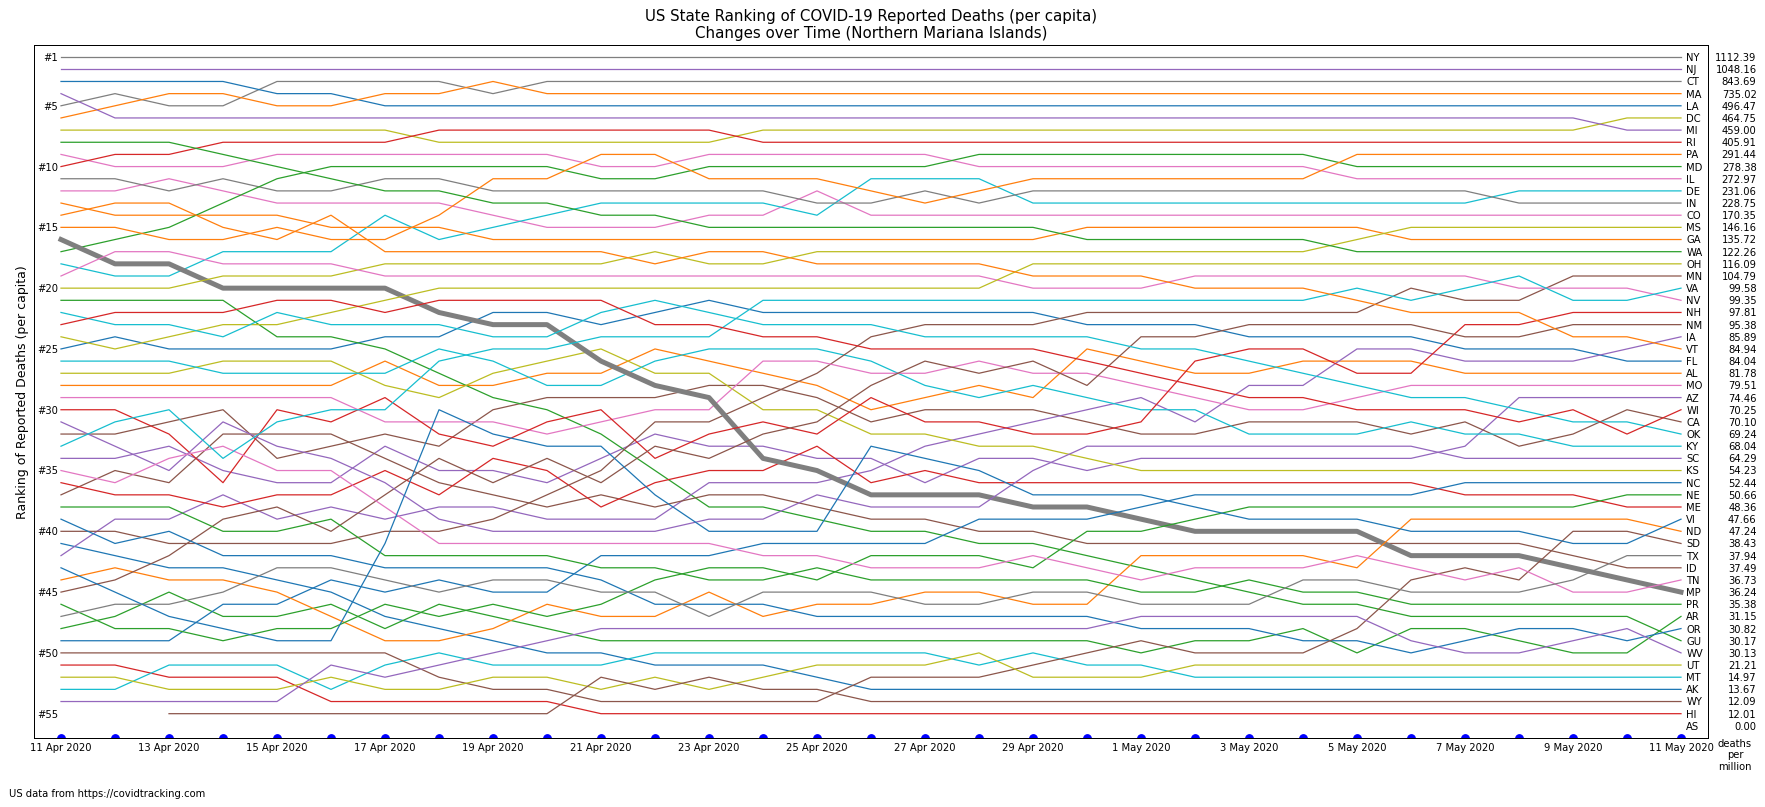 US State Ranking of COVID-19 Reported Deaths (per capita)
Changes over Time (Northern Mariana Islands)
Ranking of Reported Deaths (per capita)
#1
#5
#10
#15
#20
#25
#30
#35
#40
#45
#50
#55
NY 1112.39
NJ 1048.16
CT 843.69
MA 735.02
LA 496.47
DC 464.75
MI 459.00
RI 405.91
PA 291.44
MD 278.38
IL 272.97
DE 231.06
IN 228.75
CO 170.35
MS 146.16
GA 135.72
WA 122.26
OH 116.09
MN 104.79
VA 99.58
NV 99.35
NH 97.81
NM 95.38
IA 85.89
VT 84.94
FL 84.04
AL 81.78
MO 79.51
AZ 74.46
WI 70.25
CA 70.10
OK 69.24
KY 68.04
SC 64.29
KS 54.23
NC 52.44
NE 50.66
ME 48.36
VI 47.66
ND 47.24
SD 38.43
TX 37.94
ID 37.49
TN 36.73
MP 36.24
PR 35.38
AR 31.15
OR 30.82
GU 30.17
WV 30.13
UT 21.21
MT 14.97
AK 13.67
WY 12.09
HI 12.01
AS 0.00
11 Apr 2020
13 Apr 2020
15 Apr 2020
17 Apr 2020
19 Apr 2020
21 Apr 2020
23 Apr 2020
25 Apr 2020
27 Apr 2020
29 Apr 2020
1 May 2020
3 May 2020
5 May 2020
7 May 2020
9 May 2020
11 May 2020
deaths
per
million
US data from https://covidtracking.com